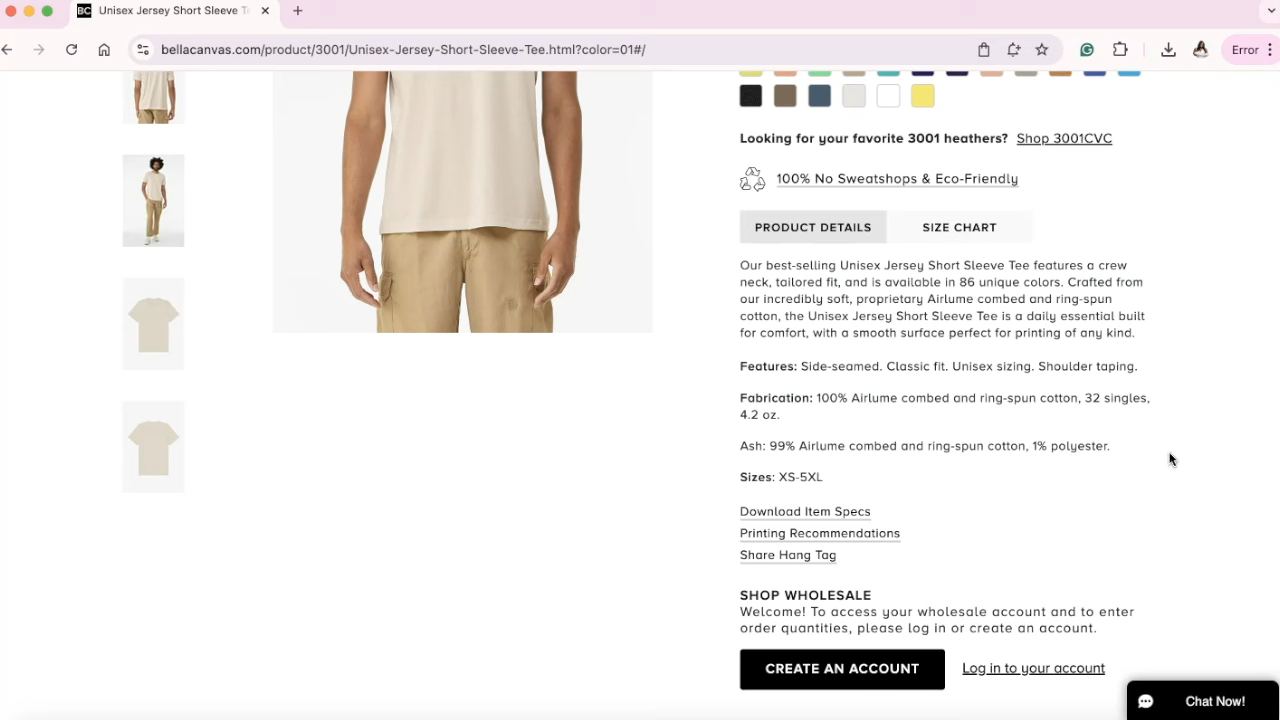 BC Unisex Jersey Short Sleeve T
bellacanvas.com/product/3001/Unisex-Jersey-Short-Sleeve-Tee.html?color=01#/
Error
Looking for your favorite 3001 heathers? Shop 3001CVC
100% No Sweatshops & Eco-Friendly
PRODUCT DETAILS SIZE CHART
Our best-selling Unisex Jersey Short Sleeve Tee features a crew
neck, tailored fit, and is available in 86 unique colors. Crafted from
our incredibly soft, proprietary Airlume combed and ring-spun
cotton, the Unisex Jersey Short Sleeve Tee is a daily essential built
for comfort, with a smooth surface perfect for printing of any kind.
Features: Side-seamed. Classic fit. Unisex sizing. Shoulder taping.
Fabrication: 100% Airlume combed and ring-spun cotton, 32 singles,
4.2 oz.
Ash: 99% Airlume combed and ring-spun cotton, 1% polyester.
Sizes: XS-5XL
Download Item Specs
Printing Recommendations
Share Hang Tag
SHOP WHOLESALE
Welcome! To access your wholesale account and to enter
order quantities, please log in or create an account.
CREATE AN ACCOUNT Log in to your account
Chat Now!